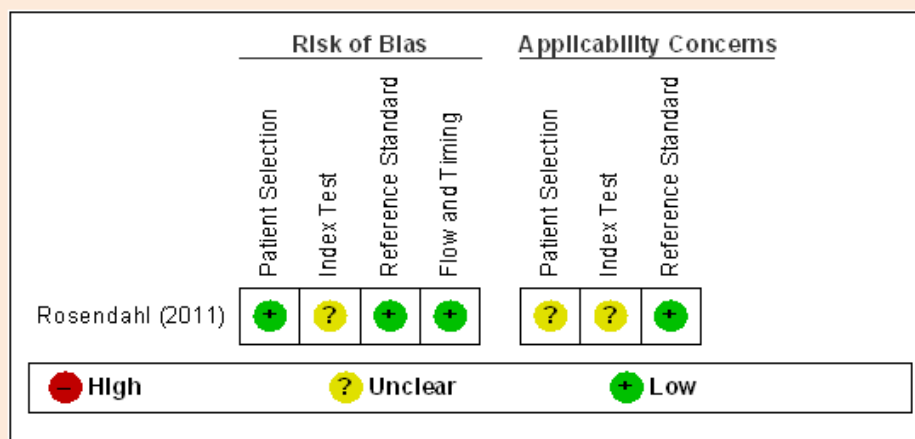 Risk of Bias
Applicability Concerns
Patient Selection
Index Test
Reference Standard
Flow and Timing
Patient Selection
Index Test
Reference Standard
Rosendahl (2011) + ? + + ? ? +
– High ? Unclear + Low